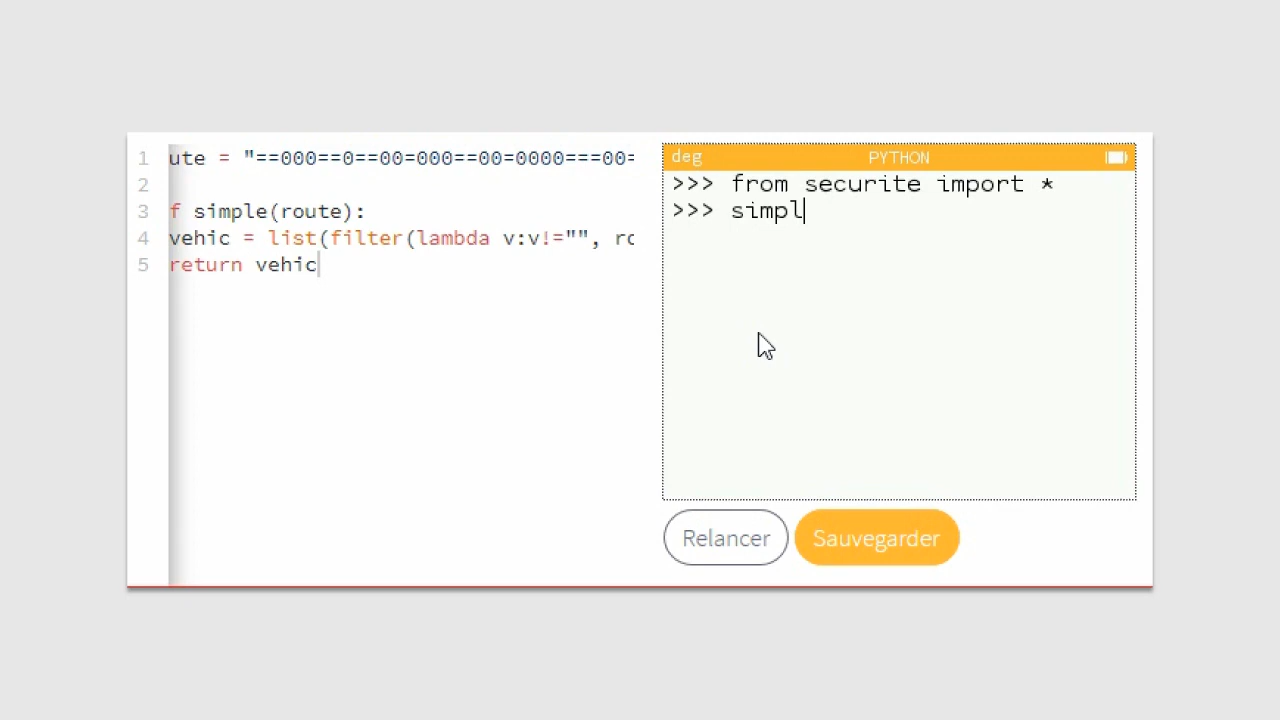 1 ute = "==000==0==00=000==00=0000===00=
2
3 f simple(route):
4 vehic = list(filter(lambda v:v!="", ro
5 return vehic
deg PYTHON
>>> from securite import *
>>> simpl
Relancer Sauvegarder